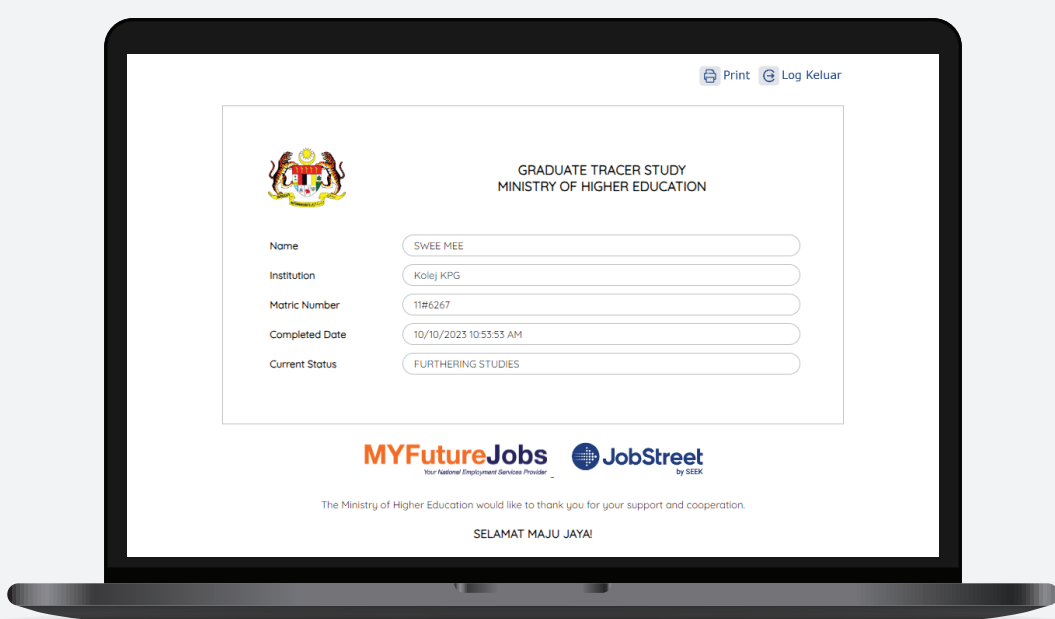 Print Log Keluar
GRADUATE TRACER STUDY
MINISTRY OF HIGHER EDUCATION
Name SWEE MEE
Institution Kolej KPG
Matric Number 11#6267
Completed Date 10/10/2023 10:53:53 AM
Current Status FURTHERING STUDIES
MYFutureJobs JobStreet
Your National Employment Services Provider by SEEK
The Ministry of Higher Education would like to thank you for your support and cooperation.
SELAMAT MAJU JAYA!